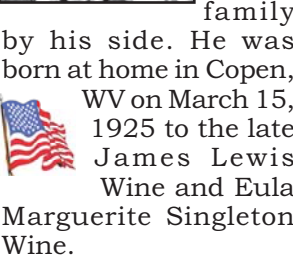 family
by his side. He was
born at home in Copen,
WV on March 15,
1925 to the late
James Lewis
Wine and Eula
Marguerite Singleton
Wine.